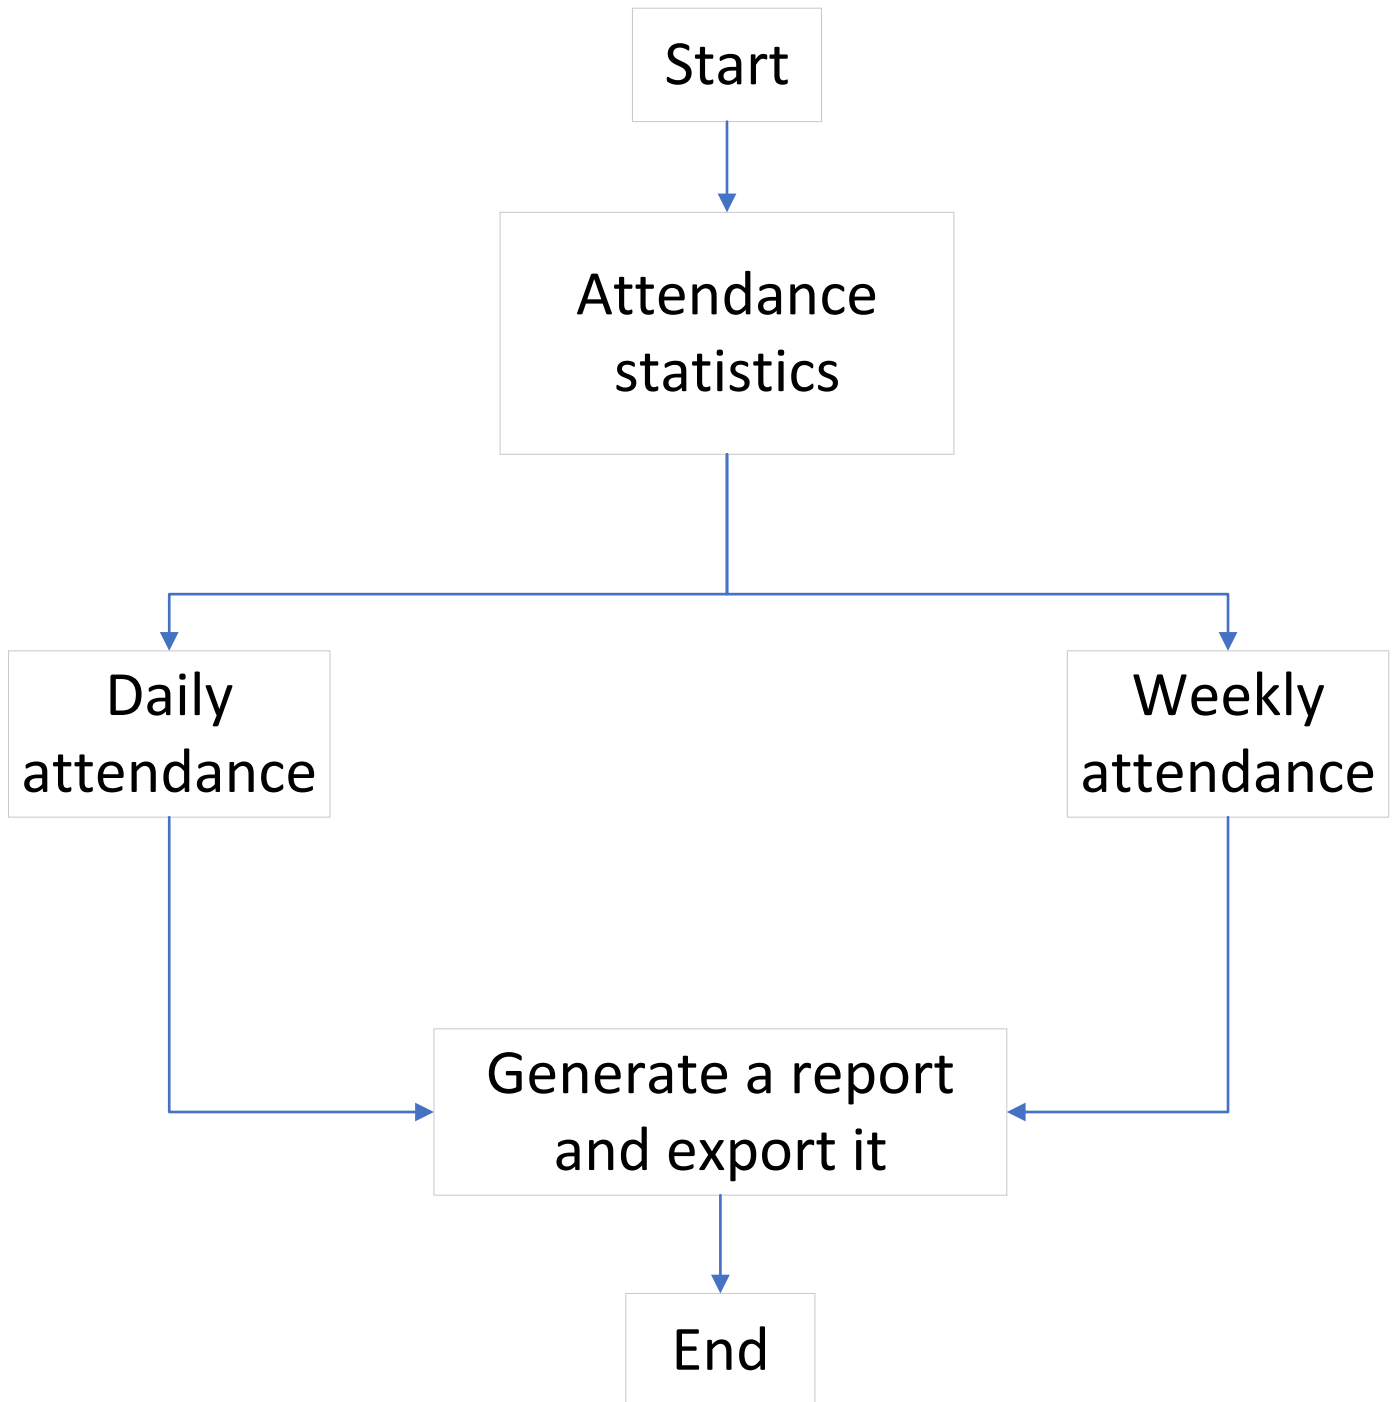 Start
Attendance
statistics
Daily
attendance
Weekly
attendance
Generate a report
and export it
End